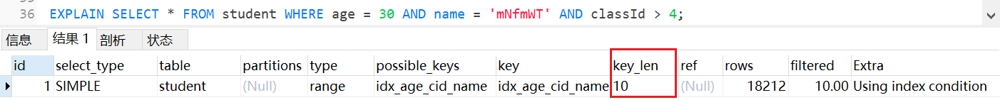 36 EXPLAIN SELECT * FROM student WHERE age = 30 AND name = 'mNfmWT' AND classId > 4;
信息 结果 1 剖析 状态
id select_type table partitions type possible_keys key key_len ref rows filtered Extra
1 SIMPLE student (Null) range idx_age_cid_name idx_age_cid_name 10 (Null) 18212 10.00 Using index condition